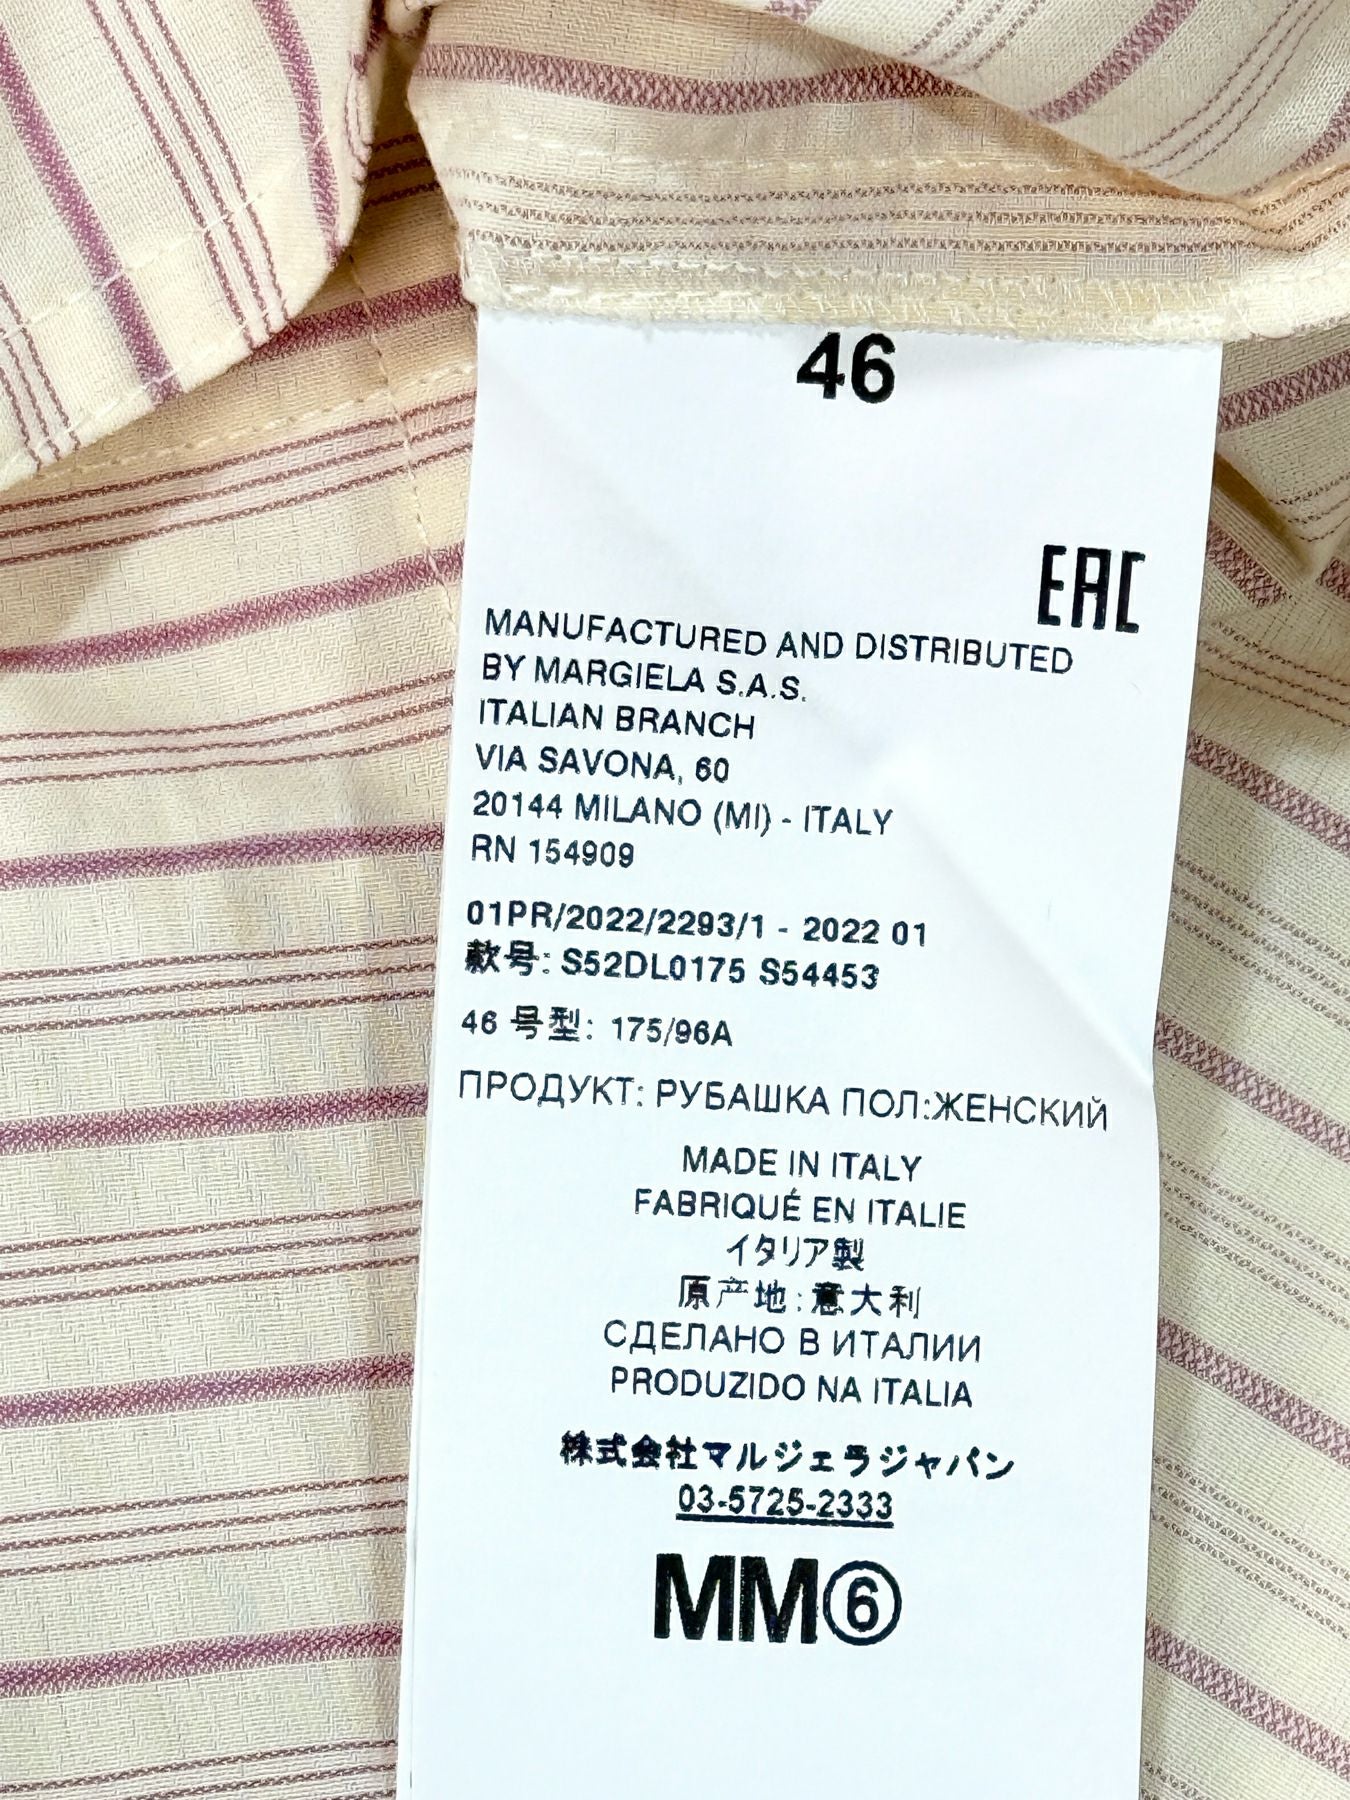 46
EAC
MANUFACTURED AND DISTRIBUTED
BY MARGIELA S.A.S.
ITALIAN BRANCH
VIA SAVONA, 60
20144 MILANO (MI) - ITALY
RN 154909
01PR/2022/2293/1 - 2022 01
款号: S52DL0175 S54453
46 号型: 175/96A
ПРОДУКТ: РУБАШКА ПОЛ:ЖЕНСКИЙ
MADE IN ITALY
FABRIQUÉ EN ITALIE
イタリア製
原产地:意大利
СДЕЛАНО В ИТАЛИИ
PRODUZIDO NA ITALIA
株式会社マルジェラジャパン
03-5725-2333
MM⑥